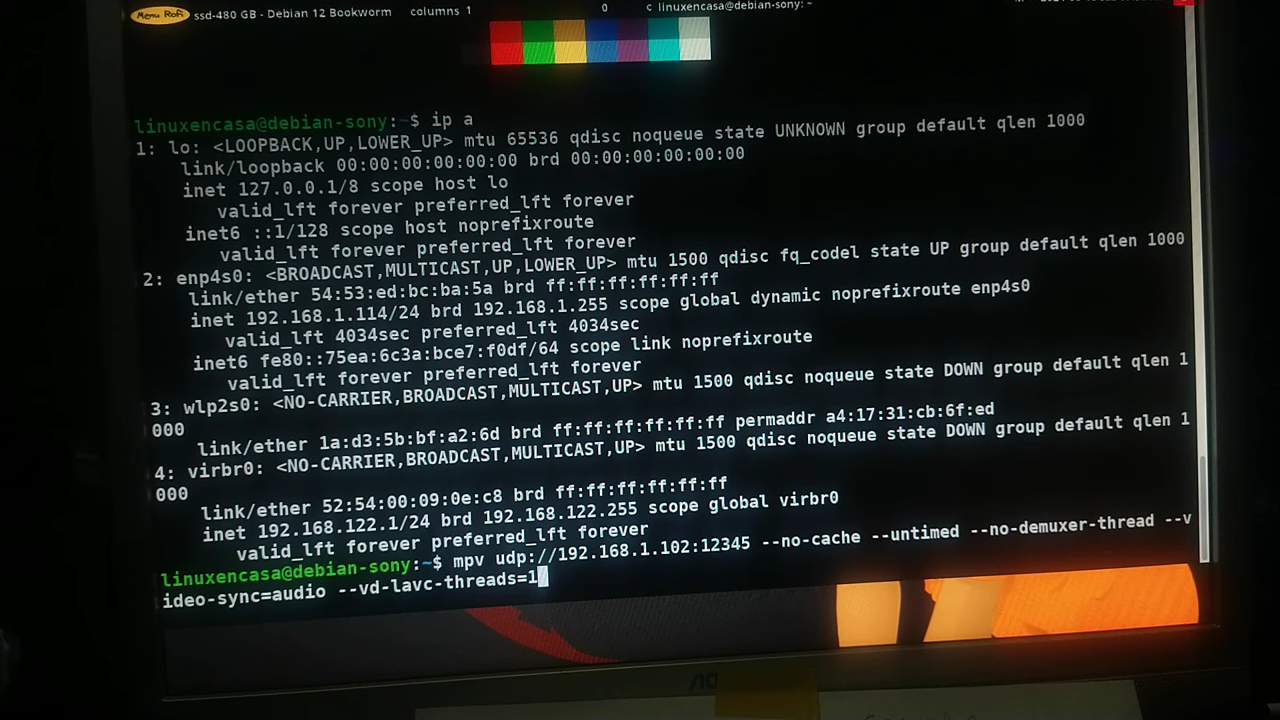 Menu Rofi ssd-480 GB - Debian 12 Bookworm columns 1 0 c linuxencasa@debian-sony: ~
linuxencasa@debian-sony:~$ ip a
1: lo: <LOOPBACK,UP,LOWER_UP> mtu 65536 qdisc noqueue state UNKNOWN group default qlen 1000
link/loopback 00:00:00:00:00:00 brd 00:00:00:00:00:00
inet 127.0.0.1/8 scope host lo
valid_lft forever preferred_lft forever
inet6 ::1/128 scope host noprefixroute
valid_lft forever preferred_lft forever
2: enp4s0: <BROADCAST,MULTICAST,UP,LOWER_UP> mtu 1500 qdisc fq_codel state UP group default qlen 1000
link/ether 54:53:ed:bc:ba:5a brd ff:ff:ff:ff:ff:ff
inet 192.168.1.114/24 brd 192.168.1.255 scope global dynamic noprefixroute enp4s0
valid_lft 4034sec preferred_lft 4034sec
inet6 fe80::75ea:6c3a:bce7:f0df/64 scope link noprefixroute
valid_lft forever preferred_lft forever
3: wlp2s0: <NO-CARRIER,BROADCAST,MULTICAST,UP> mtu 1500 qdisc noqueue state DOWN group default qlen 1
000
link/ether 1a:d3:5b:bf:a2:6d brd ff:ff:ff:ff:ff:ff permaddr a4:17:31:cb:6f:ed
4: virbr0: <NO-CARRIER,BROADCAST,MULTICAST,UP> mtu 1500 qdisc noqueue state DOWN group default qlen 1
000
link/ether 52:54:00:09:0e:c8 brd ff:ff:ff:ff:ff:ff
inet 192.168.122.1/24 brd 192.168.122.255 scope global virbr0
valid_lft forever preferred_lft forever
linuxencasa@debian-sony:~$ mpv udp://192.168.1.102:12345 --no-cache --untimed --no-demuxer-thread --v
ideo-sync=audio --vd-lavc-threads=1